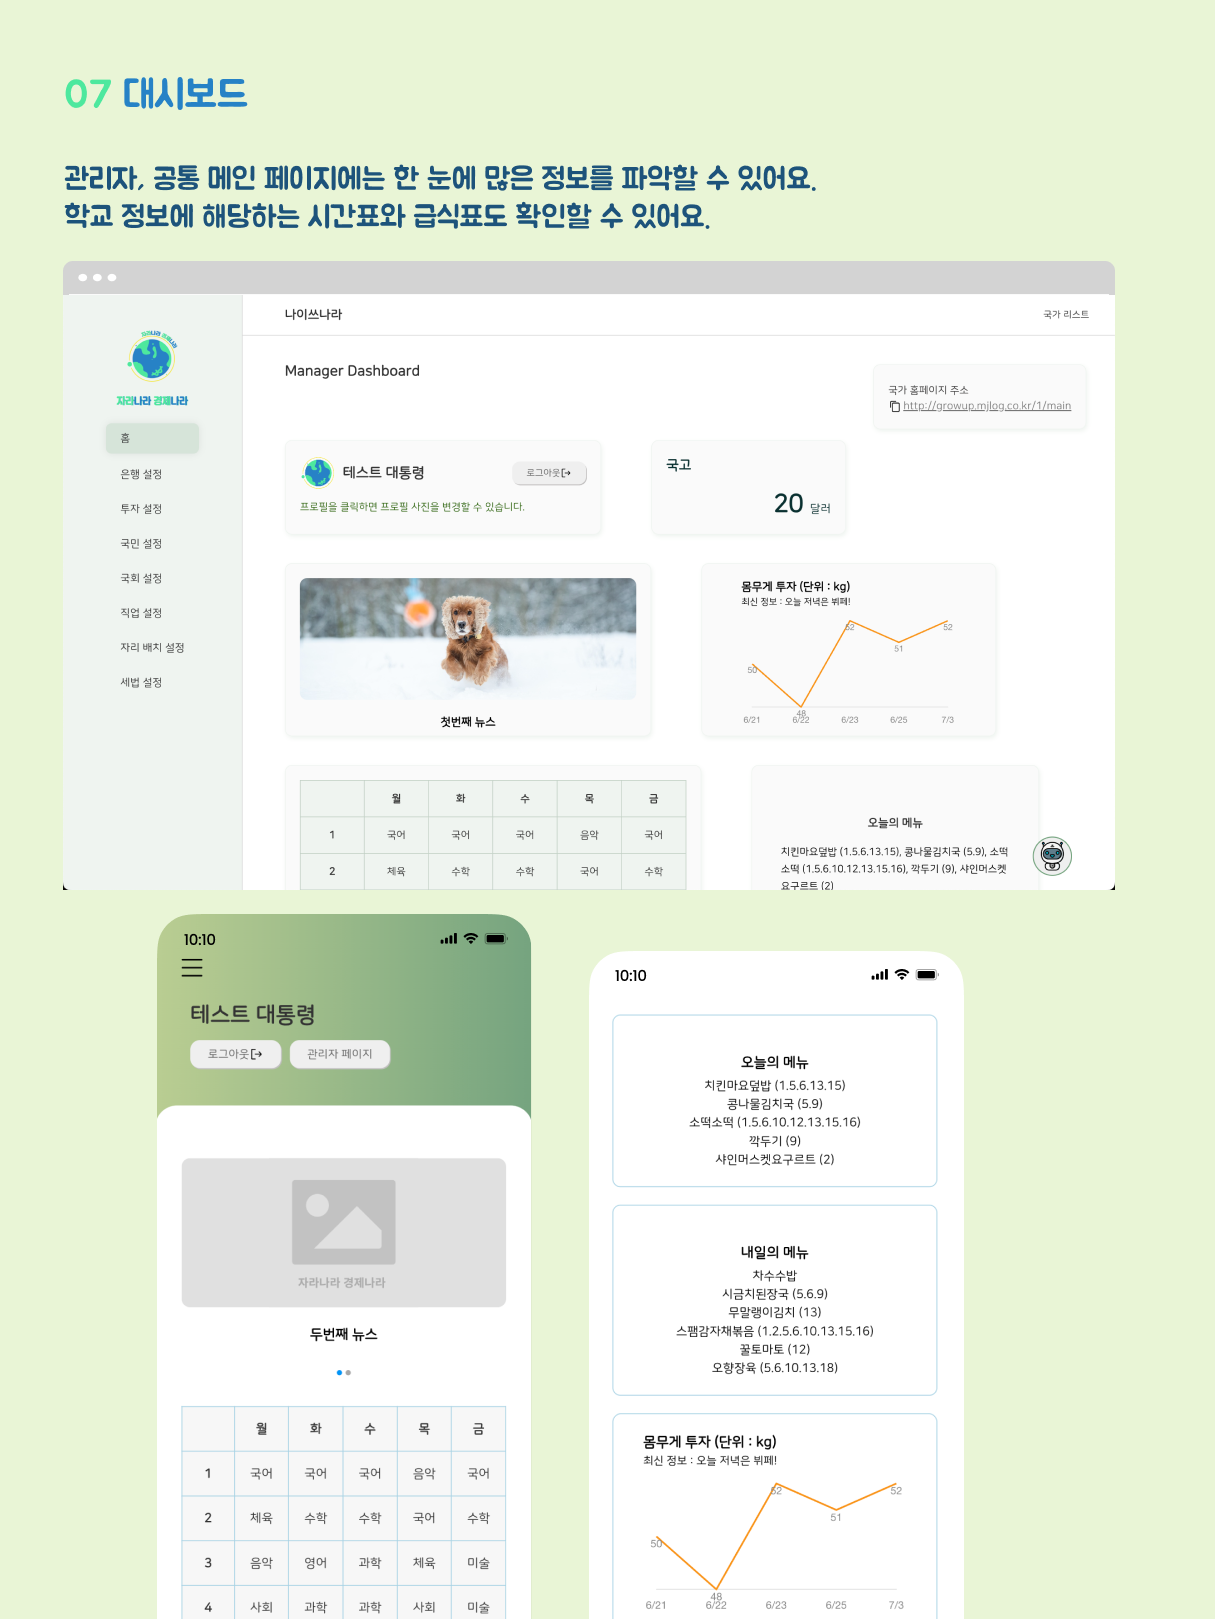 07 대시보드
관리자, 공통 메인 페이지에는 한 눈에 많은 정보를 파악할 수 있어요.
학교 정보에 해당하는 시간표와 급식표도 확인할 수 있어요.
자라나라 경제나라
자라나라 경제나라
홈
은행 설정
투자 설정
국민 설정
국회 설정
직업 설정
자리 배치 설정
세법 설정
나이쓰나라
국가 리스트
Manager Dashboard
국가 홈페이지 주소
http://growup.mjlog.co.kr/1/main
테스트 대통령
로그아웃
프로필을 클릭하면 프로필 사진을 변경할 수 있습니다.
국고
20 달러
첫번째 뉴스
몸무게 투자 (단위 : kg)
최신 정보 : 오늘 저녁은 뷔페!
50 48 52 51 52
6/21 6/22 6/23 6/25 7/3
월 화 수 목 금
1 국어 국어 국어 음악 국어
2 체육 수학 수학 국어 수학
오늘의 메뉴
치킨마요덮밥 (1.5.6.13.15), 콩나물김치국 (5.9), 소떡
소떡 (1.5.6.10.12.13.15.16), 깍두기 (9), 샤인머스켓
요구르트 (2)
10:10
테스트 대통령
로그아웃 관리자 페이지
자라나라 경제나라
두번째 뉴스
월 화 수 목 금
1 국어 국어 국어 음악 국어
2 체육 수학 수학 국어 수학
3 음악 영어 과학 체육 미술
4 사회 과학 과학 사회 미술
10:10
오늘의 메뉴
치킨마요덮밥 (1.5.6.13.15)
콩나물김치국 (5.9)
소떡소떡 (1.5.6.10.12.13.15.16)
깍두기 (9)
샤인머스켓요구르트 (2)
내일의 메뉴
차수수밥
시금치된장국 (5.6.9)
무말랭이김치 (13)
스팸감자채볶음 (1.2.5.6.10.13.15.16)
꿀토마토 (12)
오향장육 (5.6.10.13.18)
몸무게 투자 (단위 : kg)
최신 정보 : 오늘 저녁은 뷔페!
50 48 52 51 52
6/21 6/22 6/23 6/25 7/3